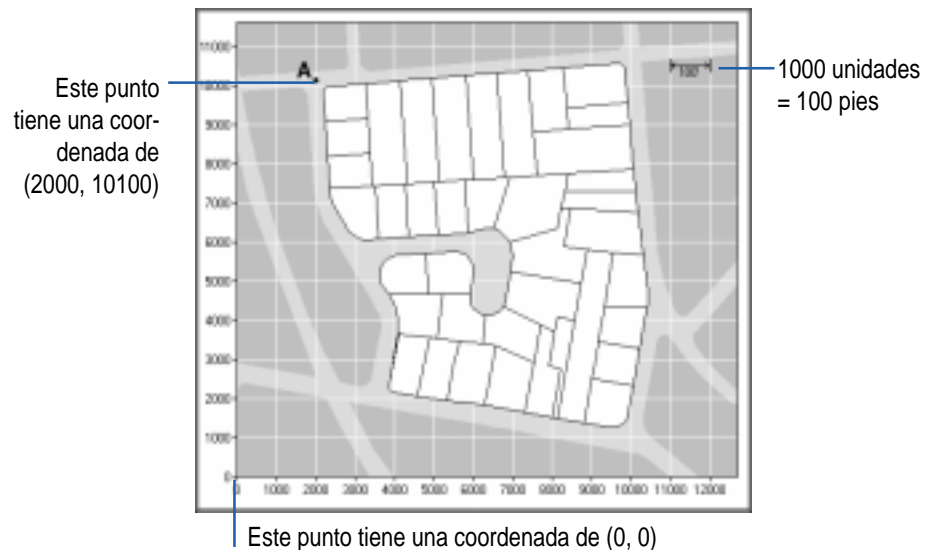 11000
A
100'
10000
9000
8000
7000
6000
5000
4000
3000
2000
1000
0
0 1000 2000 3000 4000 5000 6000 7000 8000 9000 10000 11000 12000
Este punto
tiene una coor-
denada de
(2000, 10100)
1000 unidades
= 100 pies
Este punto tiene una coordenada de (0, 0)